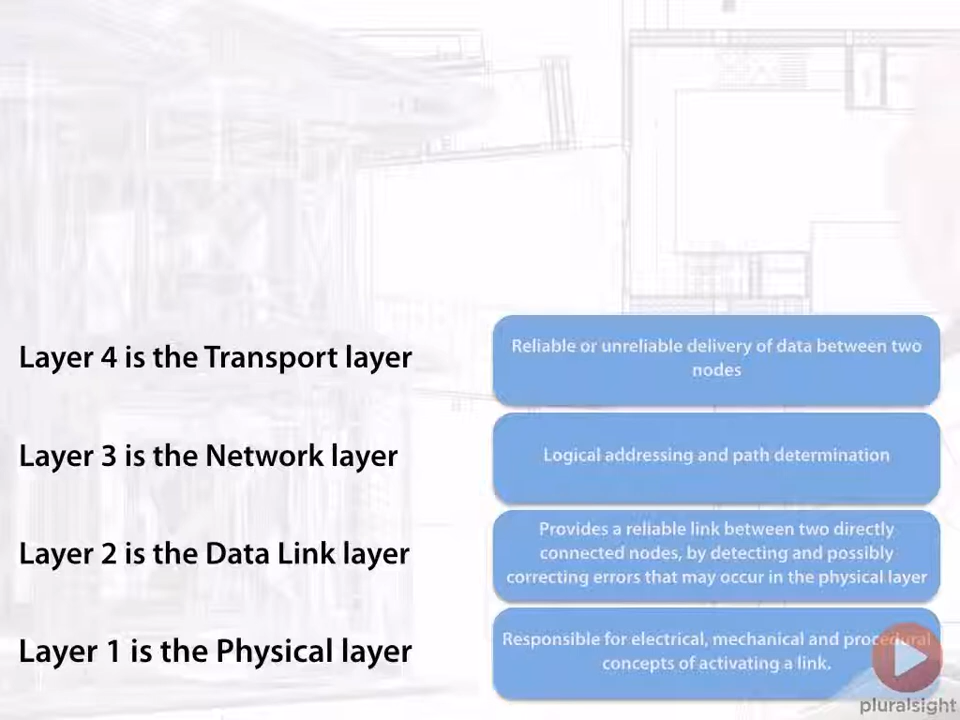 Layer 4 is the Transport layer
Reliable or unreliable delivery of data between two
nodes
Layer 3 is the Network layer
Logical addressing and path determination
Layer 2 is the Data Link layer
Provides a reliable link between two directly
connected nodes, by detecting and possibly
correcting errors that may occur in the physical layer
Layer 1 is the Physical layer
Responsible for electrical, mechanical and procedural
concepts of activating a link.
pluralsight